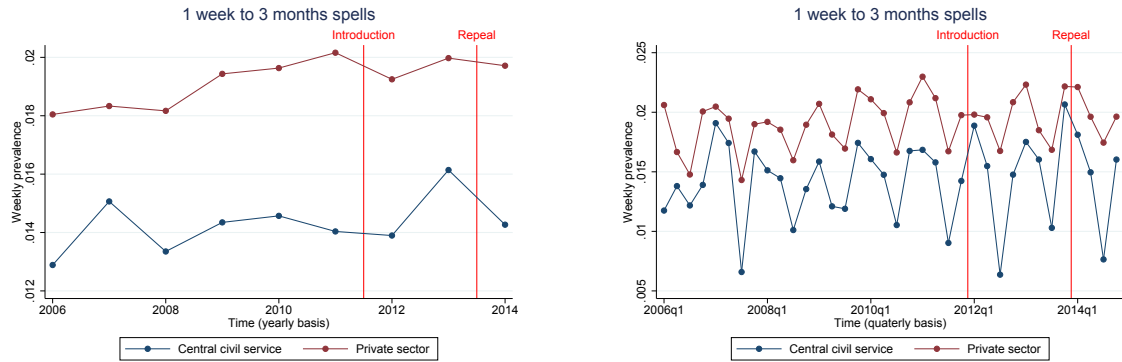 1 week to 3 months spells
Introduction
Repeal
Weekly prevalence
.02
.018
.016
.014
.012
2006
2008
2010
2012
2014
Time (yearly basis)
Central civil service
Private sector
1 week to 3 months spells
Introduction
Repeal
Weekly prevalence
.025
.02
.015
.01
.005
2006q1
2008q1
2010q1
2012q1
2014q1
Time (quaterly basis)
Central civil service
Private sector